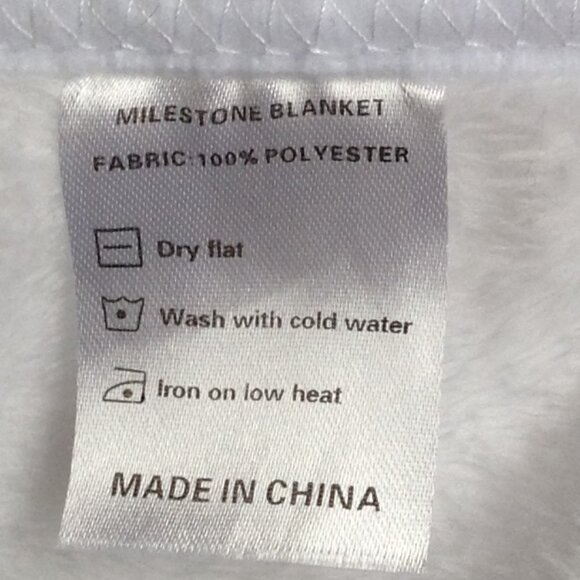 MILESTONE BLANKET
FABRIC:100% POLYESTER
Dry flat
Wash with cold water
Iron on low heat
MADE IN CHINA